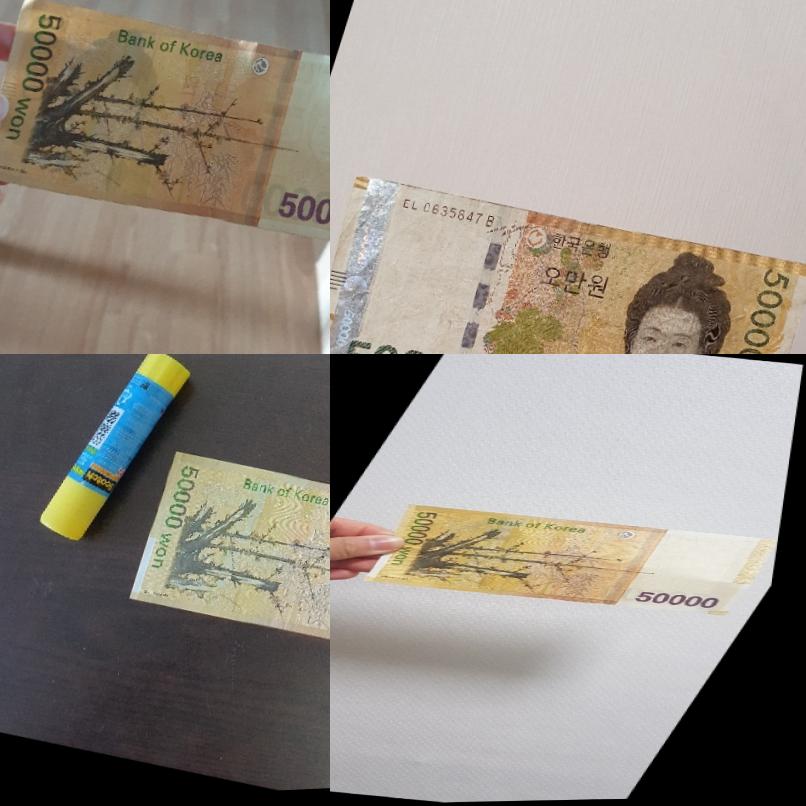 50000 won
Bank of Korea
500
EL 0635847 B
한국은행
오만원
5000
Scotch
50000 won
Bank of Korea
50000 won
Bank of Korea
50000